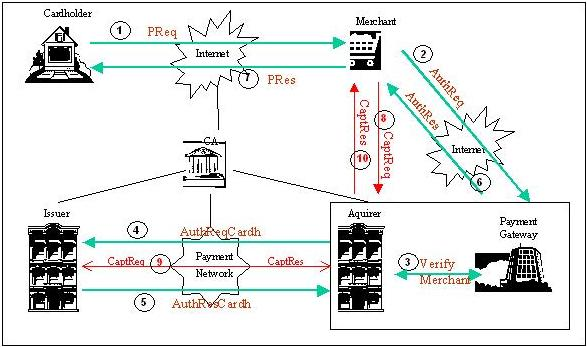 Cardholder
Merchant
1
PReq
2
Internet
7
PRes
AuthReq
AuthRes
CaptRes
8
CaptReq
10
CA
Internet
6
Issuer
Aquirer
4
AuthReqCardh
Payment
Gateway
CaptReq
9
Payment
CaptRes
3
Verify
Network
Merchant
5
AuthResCardh